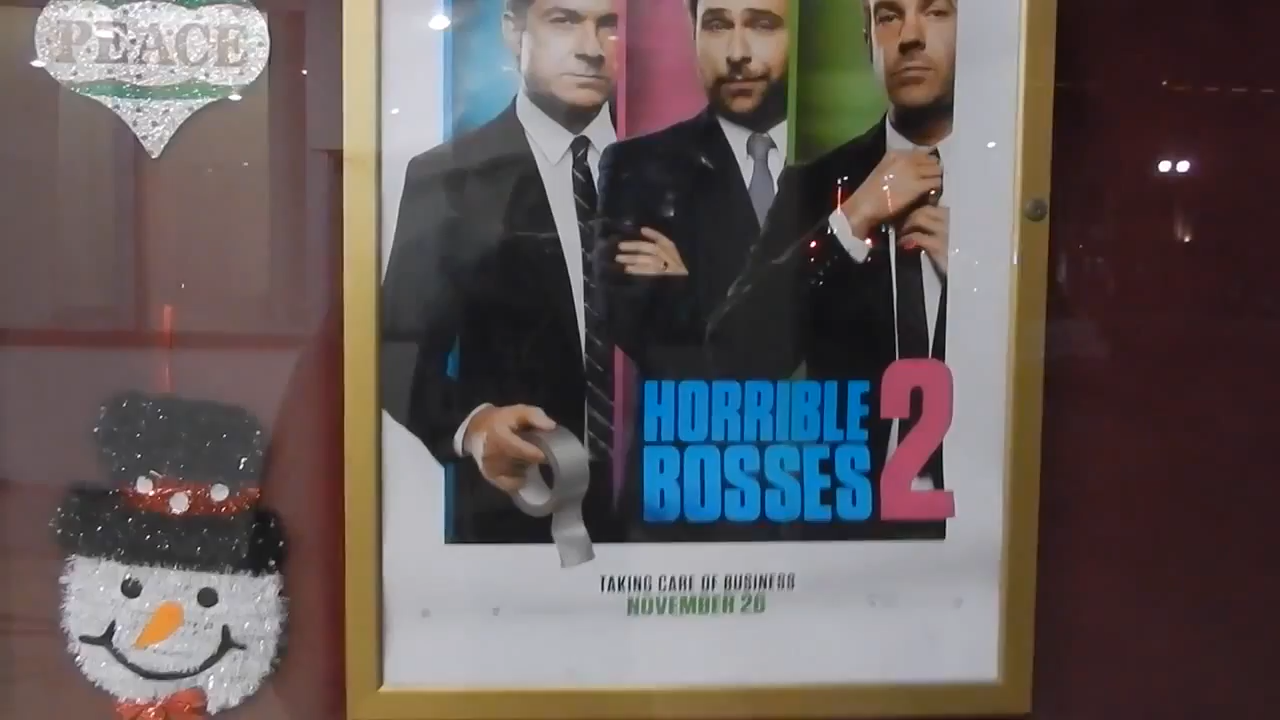 PEACE
HORRIBLE
BOSSES 2
TAKING CARE OF BUSINESS
NOVEMBER 26